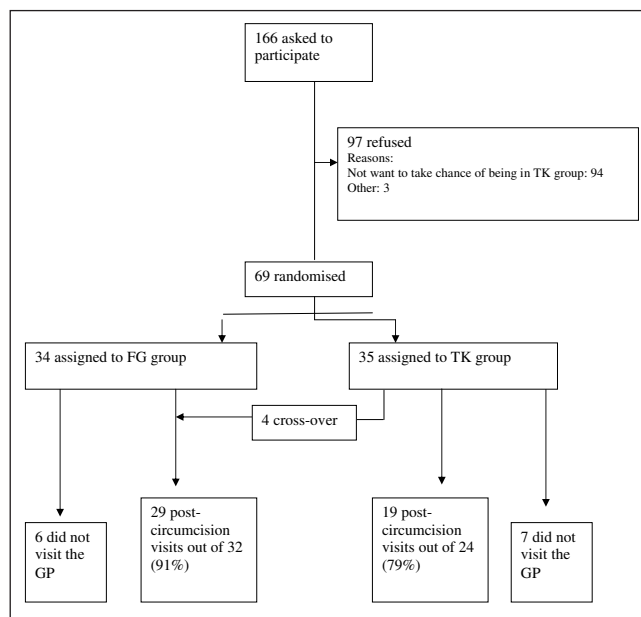 166 asked to
participate
97 refused
Reasons:
Not want to take chance of being in TK group: 94
Other: 3
69 randomised
34 assigned to FG group
35 assigned to TK group
4 cross-over
6 did not
visit the
GP
29 post-
circumcision
visits out of 32
(91%)
19 post-
circumcision
visits out of 24
(79%)
7 did not
visit the
GP